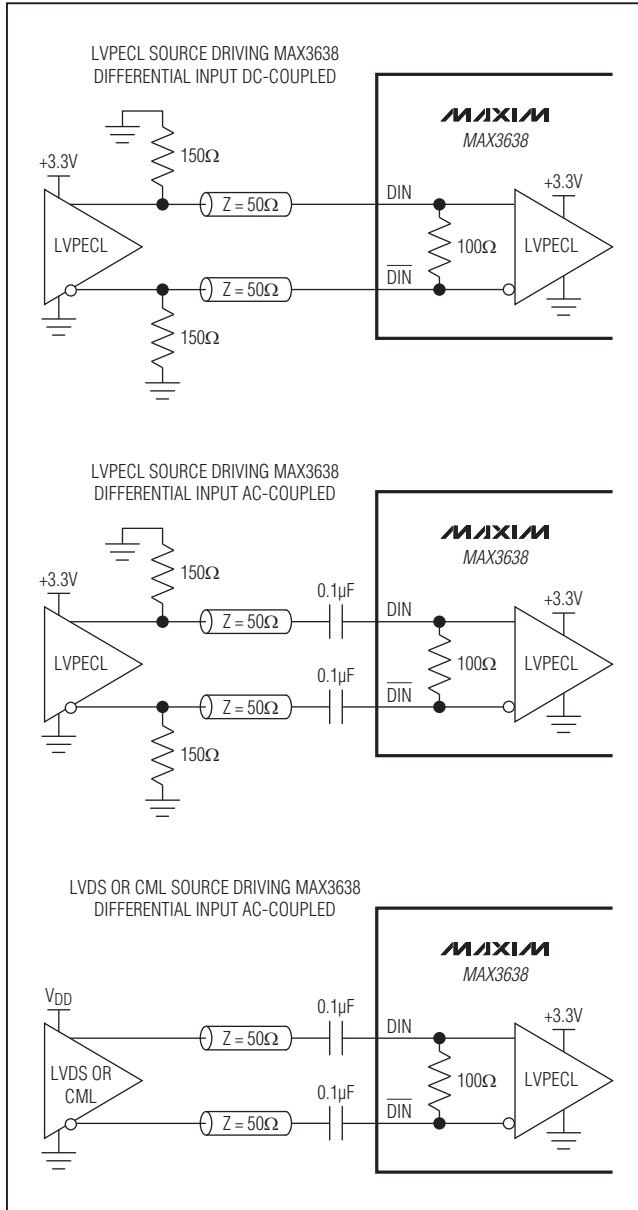 LVPECL SOURCE DRIVING MAX3638
DIFFERENTIAL INPUT DC-COUPLED
MAXIM
MAX3638
150Ω
+3.3V
LVPECL
Z = 50Ω
DIN
+3.3V
100Ω
LVPECL
Z = 50Ω
DIN
150Ω
LVPECL SOURCE DRIVING MAX3638
DIFFERENTIAL INPUT AC-COUPLED
MAXIM
MAX3638
150Ω
+3.3V
LVPECL
Z = 50Ω
0.1µF
DIN
+3.3V
100Ω
LVPECL
0.1µF
Z = 50Ω
DIN
150Ω
LVDS OR CML SOURCE DRIVING MAX3638
DIFFERENTIAL INPUT AC-COUPLED
MAXIM
MAX3638
VDD
LVDS OR
CML
Z = 50Ω
0.1µF
DIN
+3.3V
100Ω
LVPECL
0.1µF
Z = 50Ω
DIN